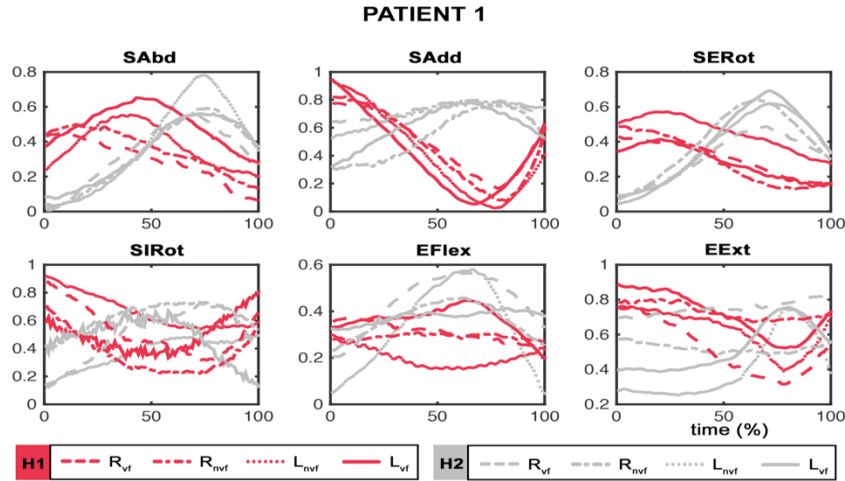 PATIENT 1
SAbd SAdd SERot
0.8 0.6 0.4 0.2 0 0 50 100
1 0.8 0.6 0.4 0.2 0 0 50 100
0.8 0.6 0.4 0.2 0 0 50 100
SIRot EFlex EExt
1 0.8 0.6 0.4 0.2 0 0 50 100
0.6 0.4 0.2 0 0 50 100
1 0.8 0.6 0.4 0.2 0 50 100
time (%)
H1 Rvf Rnvf Lnvf Lvf H2 Rvf Rnvf Lnvf Lvf